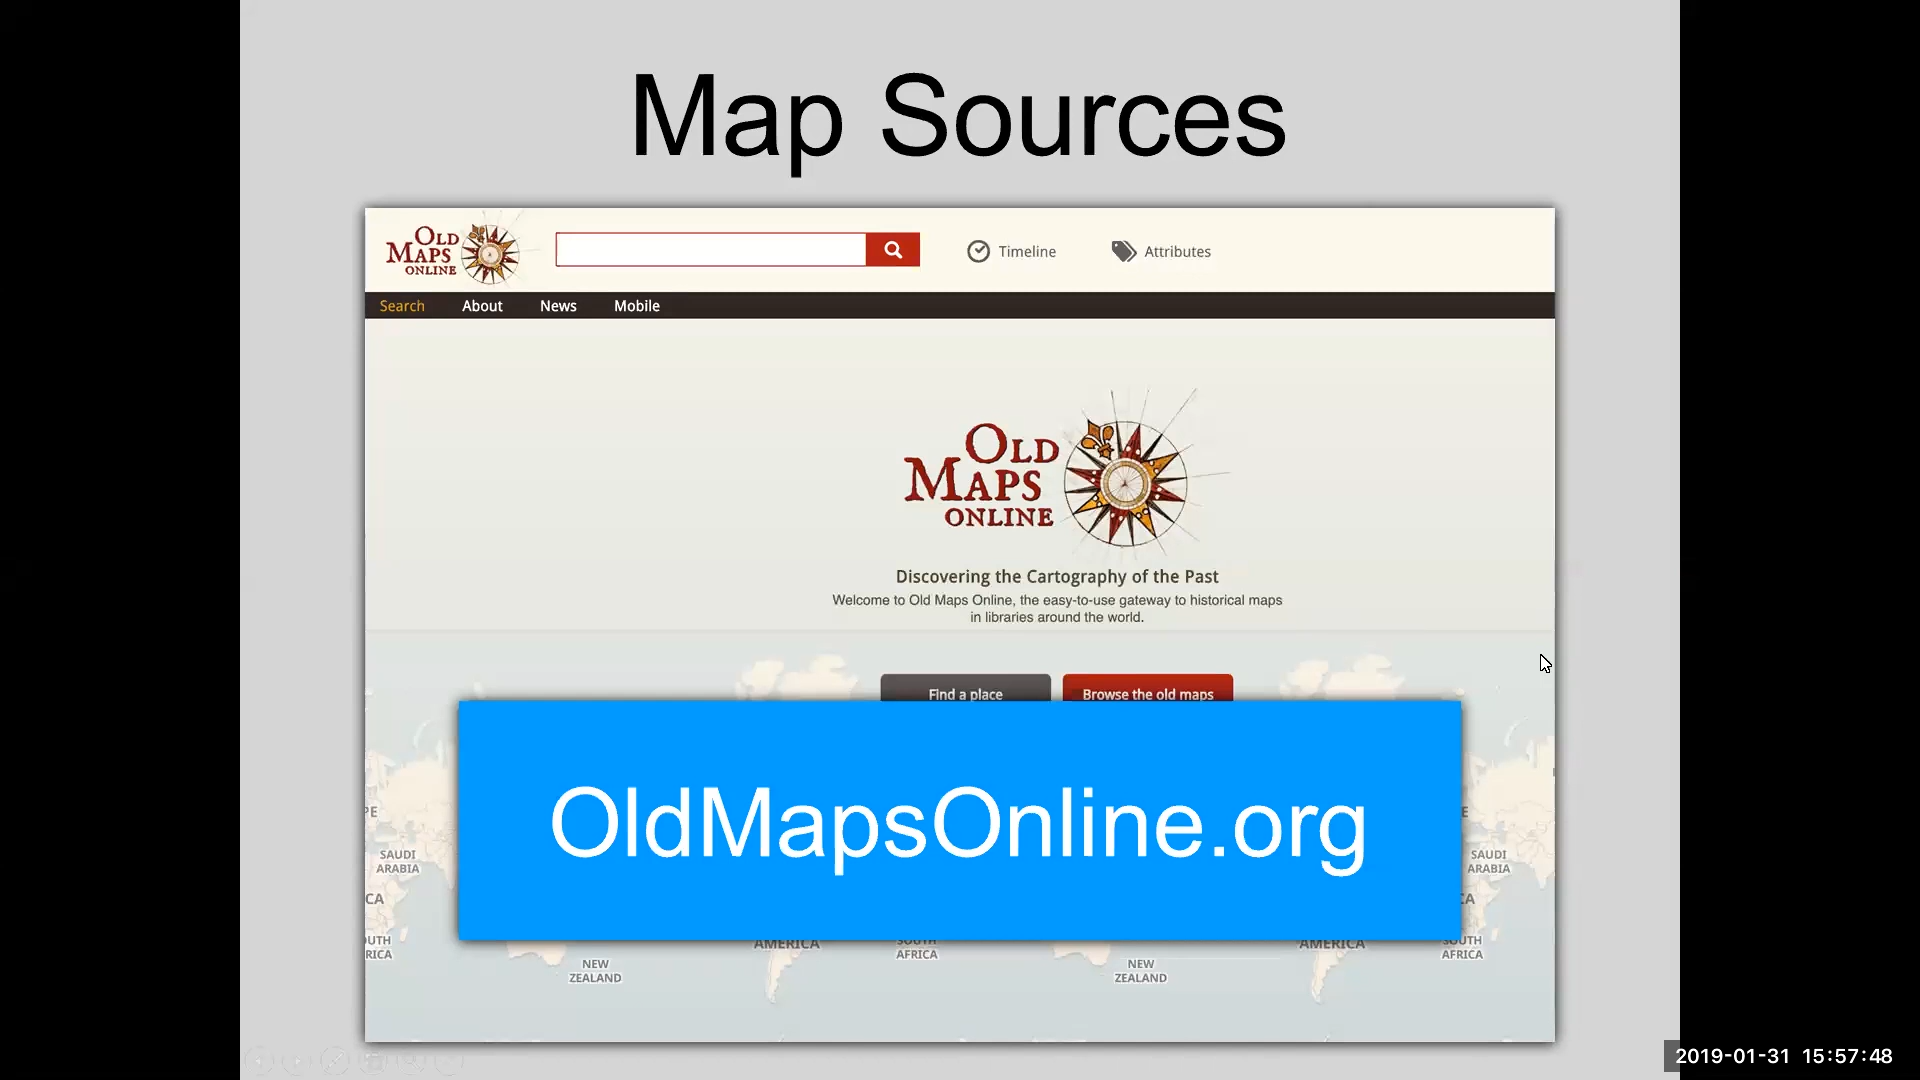 Map Sources
OLD
MAPS
ONLINE
Timeline
Attributes
Search
About
News
Mobile
OLD
MAPS
ONLINE
Discovering the Cartography of the Past
Welcome to Old Maps Online, the easy-to-use gateway to historical maps
in libraries around the world.
Find a place
Browse the old maps
OldMapsOnline.org
SAUDI
ARABIA
SAUDI
ARABIA
AMERICA
SOUTH
AFRICA
AMERICA
SOUTH
AFRICA
NEW
ZEALAND
NEW
ZEALAND
2019-01-31 15:57:48